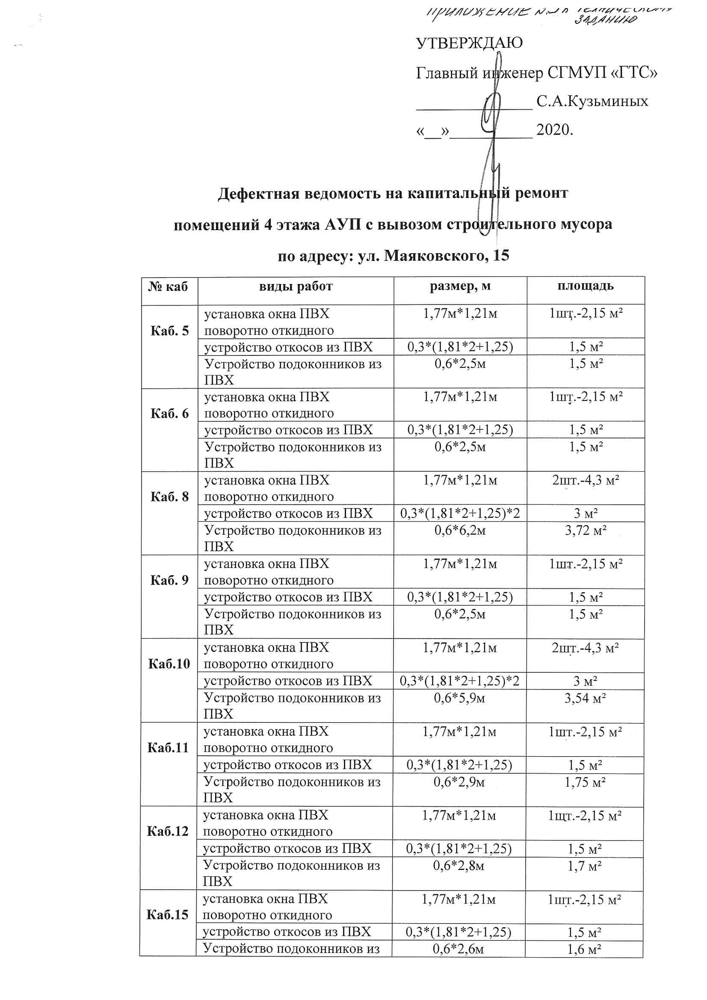 ПРИЛОЖЕНИЕ к ТЕХНИЧЕСКОМУ
ЗАДАНИЮ
УТВЕРЖДАЮ
Главный инженер СГМУП «ГТС»
______________ С.А.Кузьминых
«__»__________ 2020.
Дефектная ведомость на капитальный ремонт
помещений 4 этажа АУП с вывозом строительного мусора
по адресу: ул. Маяковского, 15
№ каб виды работ размер, м площадь
Каб. 5
установка окна ПВХ 1,77м*1,21м 1шт.-2,15 м²
поворотно откидного
устройство откосов из ПВХ 0,3*(1,81*2+1,25) 1,5 м²
Устройство подоконников из 0,6*2,5м 1,5 м²
ПВХ
Каб. 6
установка окна ПВХ 1,77м*1,21м 1шт.-2,15 м²
поворотно откидного
устройство откосов из ПВХ 0,3*(1,81*2+1,25) 1,5 м²
Устройство подоконников из 0,6*2,5м 1,5 м²
ПВХ
Каб. 8
установка окна ПВХ 1,77м*1,21м 2шт.-4,3 м²
поворотно откидного
устройство откосов из ПВХ 0,3*(1,81*2+1,25)*2 3 м²
Устройство подоконников из 0,6*6,2м 3,72 м²
ПВХ
Каб. 9
установка окна ПВХ 1,77м*1,21м 1шт.-2,15 м²
поворотно откидного
устройство откосов из ПВХ 0,3*(1,81*2+1,25) 1,5 м²
Устройство подоконников из 0,6*2,5м 1,5 м²
ПВХ
Каб.10
установка окна ПВХ 1,77м*1,21м 2шт.-4,3 м²
поворотно откидного
устройство откосов из ПВХ 0,3*(1,81*2+1,25)*2 3 м²
Устройство подоконников из 0,6*5,9м 3,54 м²
ПВХ
Каб.11
установка окна ПВХ 1,77м*1,21м 1шт.-2,15 м²
поворотно откидного
устройство откосов из ПВХ 0,3*(1,81*2+1,25) 1,5 м²
Устройство подоконников из 0,6*2,9м 1,75 м²
ПВХ
Каб.12
установка окна ПВХ 1,77м*1,21м 1щт.-2,15 м²
поворотно откидного
устройство откосов из ПВХ 0,3*(1,81*2+1,25) 1,5 м²
Устройство подоконников из 0,6*2,8м 1,7 м²
ПВХ
Каб.15
установка окна ПВХ 1,77м*1,21м 1шт.-2,15 м²
поворотно откидного
устройство откосов из ПВХ 0,3*(1,81*2+1,25) 1,5 м²
Устройство подоконников из 0,6*2,6м 1,6 м²